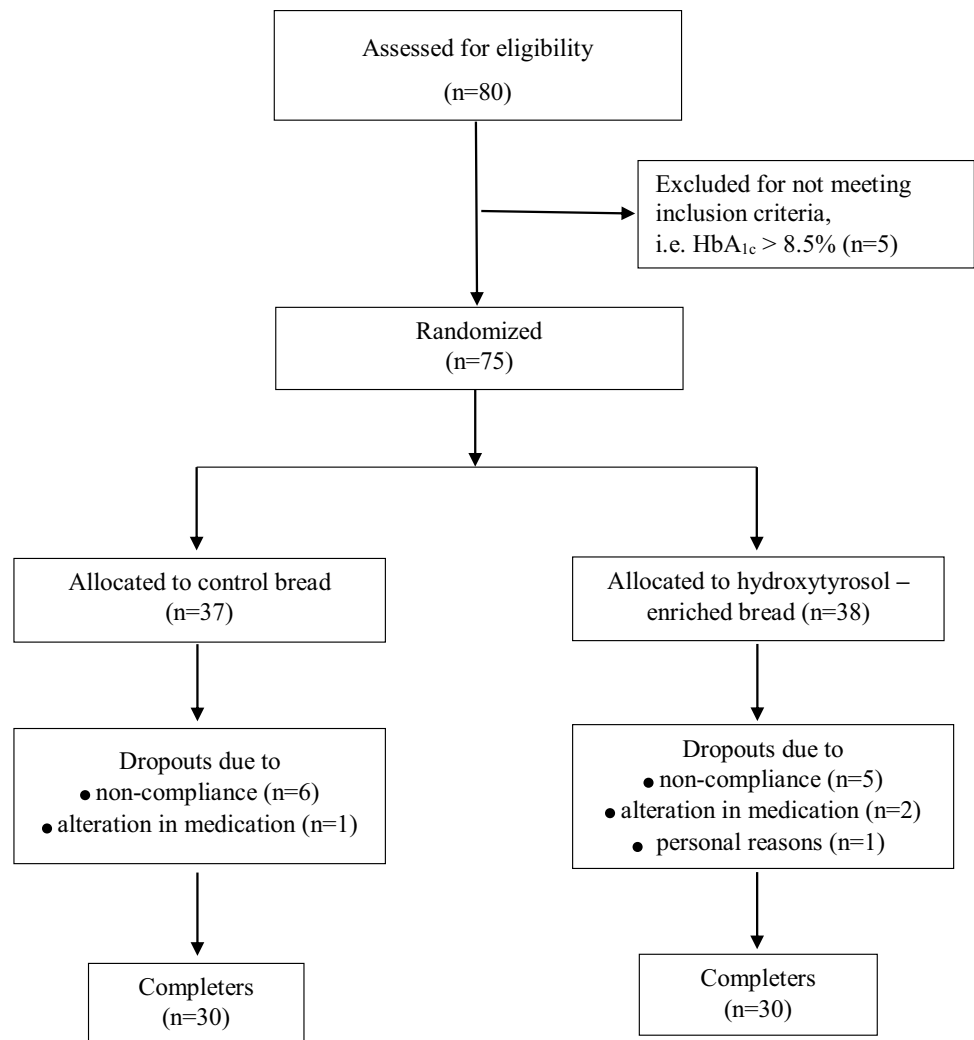 Assessed for eligibility
(n=80)
Excluded for not meeting
inclusion criteria,
i.e. HbA1c > 8.5% (n=5)
Randomized
(n=75)
Allocated to control bread
(n=37)
Allocated to hydroxytyrosol –
enriched bread (n=38)
Dropouts due to
● non-compliance (n=6)
● alteration in medication (n=1)
Dropouts due to
● non-compliance (n=5)
● alteration in medication (n=2)
● personal reasons (n=1)
Completers
(n=30)
Completers
(n=30)